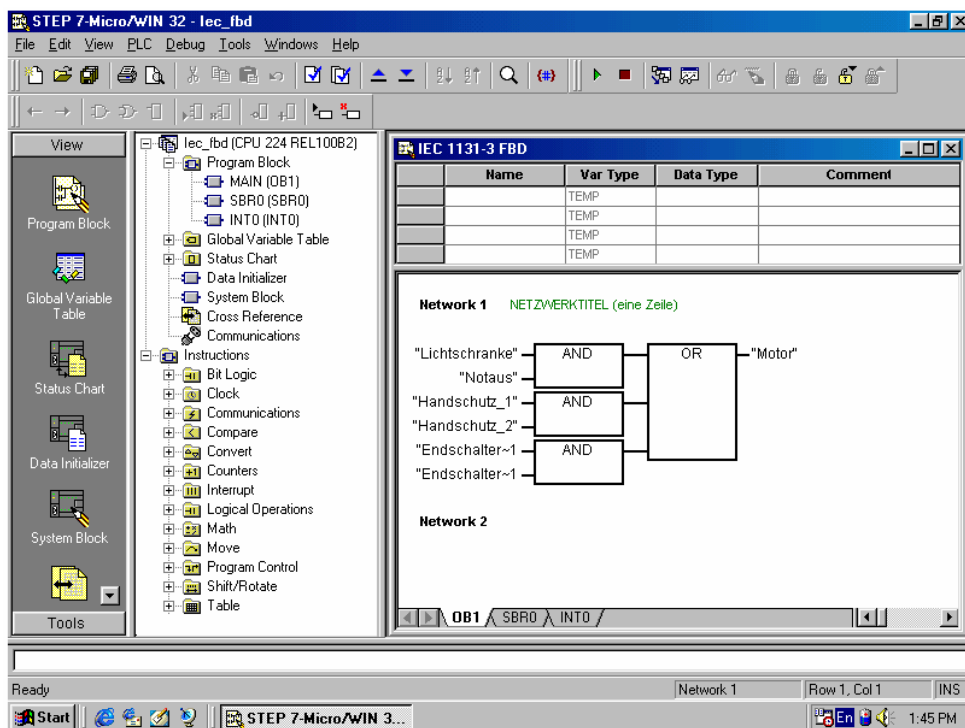 STEP 7-Micro/WIN 32 - Iec_fbd
File Edit View PLC Debug Tools Windows Help
View
Program Block
Global Variable
Table
Status Chart
Data Initializer
System Block
Tools
Iec_fbd (CPU 224 REL100B2)
Program Block
MAIN (OB1)
SBR0 (SBR0)
INT0 (INT0)
Global Variable Table
Status Chart
Data Initializer
System Block
Cross Reference
Communications
Instructions
Bit Logic
Clock
Communications
Compare
Convert
Counters
Interrupt
Logical Operations
Math
Move
Program Control
Shift/Rotate
Table
IEC 1131-3 FBD
Name Var Type Data Type Comment
TEMP
TEMP
TEMP
TEMP
Network 1 NETZWERKTITEL (eine Zeile)
"Lichtschranke" AND OR "Motor"
"Notaus"
"Handschutz_1" AND
"Handschutz_2"
"Endschalter~1 AND
"Endschalter~1
Network 2
OB1 SBR0 INT0
Ready Network 1 Row 1, Col 1 INS
Start STEP 7-Micro/WIN 3... En 1:45 PM